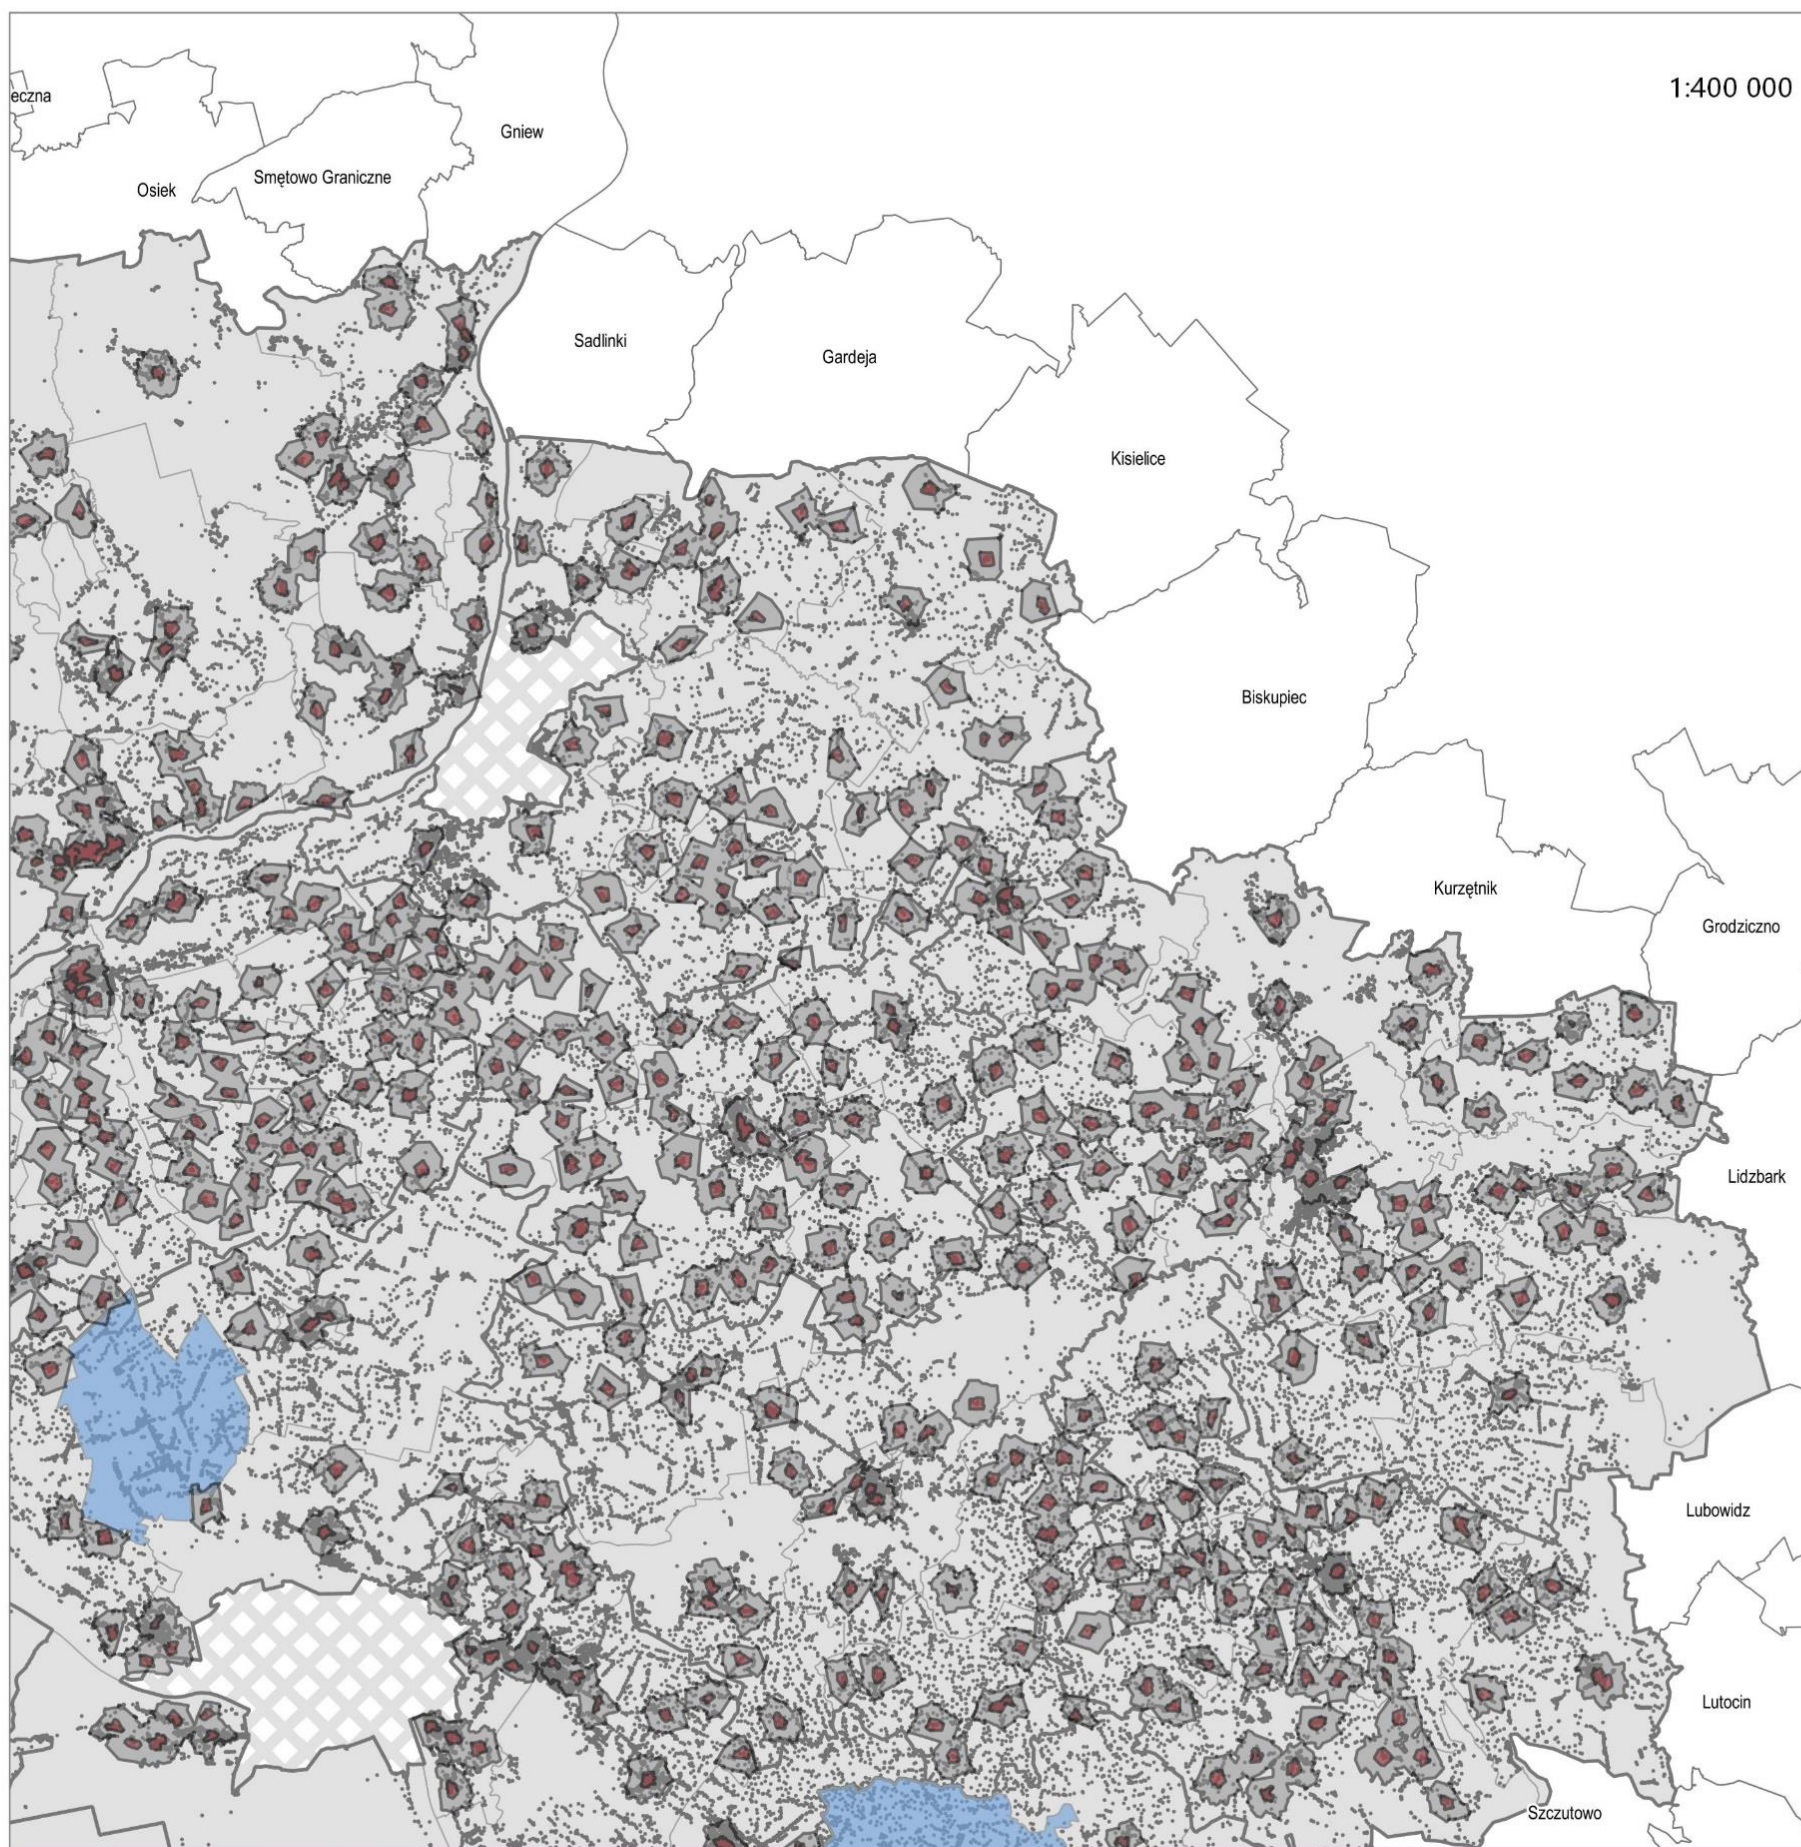 1:400 000
eczna
Gniew
Smętowo Graniczne
Osiek
Sadlinki
Gardeja
Kisielice
Biskupiec
Kurzętnik
Grodziczno
Lidzbark
Lubowidz
Lutocin
Szczutowo